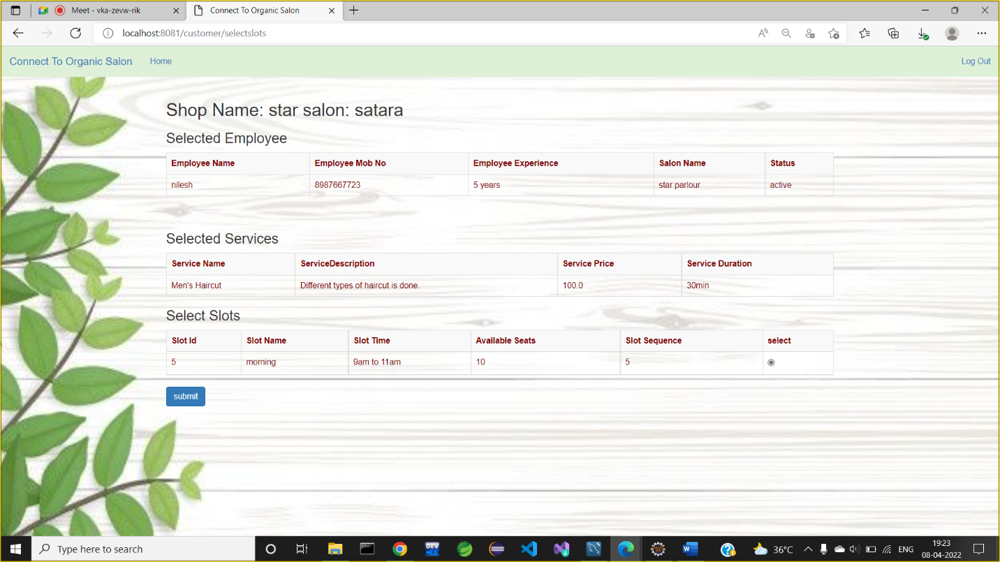 Meet - vka-zevw-rik
Connect To Organic Salon
localhost:8081/customer/selectslots
Connect To Organic Salon Home Log Out
Shop Name: star salon: satara
Selected Employee
Employee Name Employee Mob No Employee Experience Salon Name Status
nilesh 8987667723 5 years star parlour active
Selected Services
Service Name ServiceDescription Service Price Service Duration
Men's Haircut Different types of haircut is done. 100.0 30min
Select Slots
Slot Id Slot Name Slot Time Available Seats Slot Sequence select
5 morning 9am to 11am 10 5
submit
Type here to search
DEV
W
36°C
ENG
19:23
08-04-2022